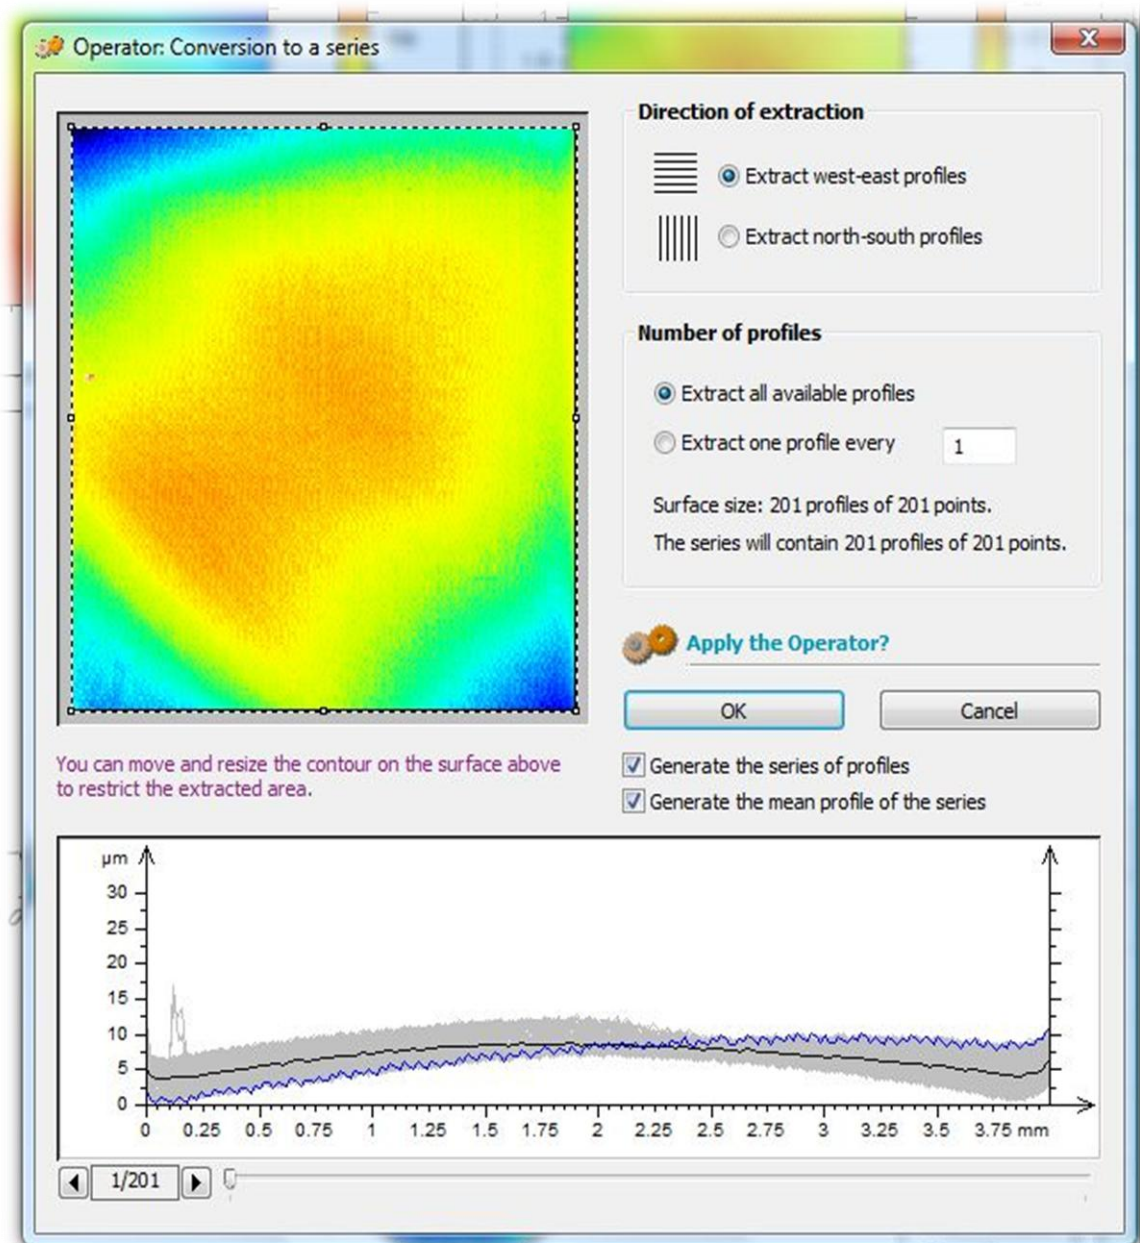 Operator: Conversion to a series
Direction of extraction
Extract west-east profiles
Extract north-south profiles
Number of profiles
Extract all available profiles
Extract one profile every 1
Surface size: 201 profiles of 201 points.
The series will contain 201 profiles of 201 points.
Apply the Operator?
OK Cancel
You can move and resize the contour on the surface above
to restrict the extracted area.
Generate the series of profiles
Generate the mean profile of the series
µm
30
25
20
15
10
5
0
0 0.25 0.5 0.75 1 1.25 1.5 1.75 2 2.25 2.5 2.75 3 3.25 3.5 3.75 mm
1/201